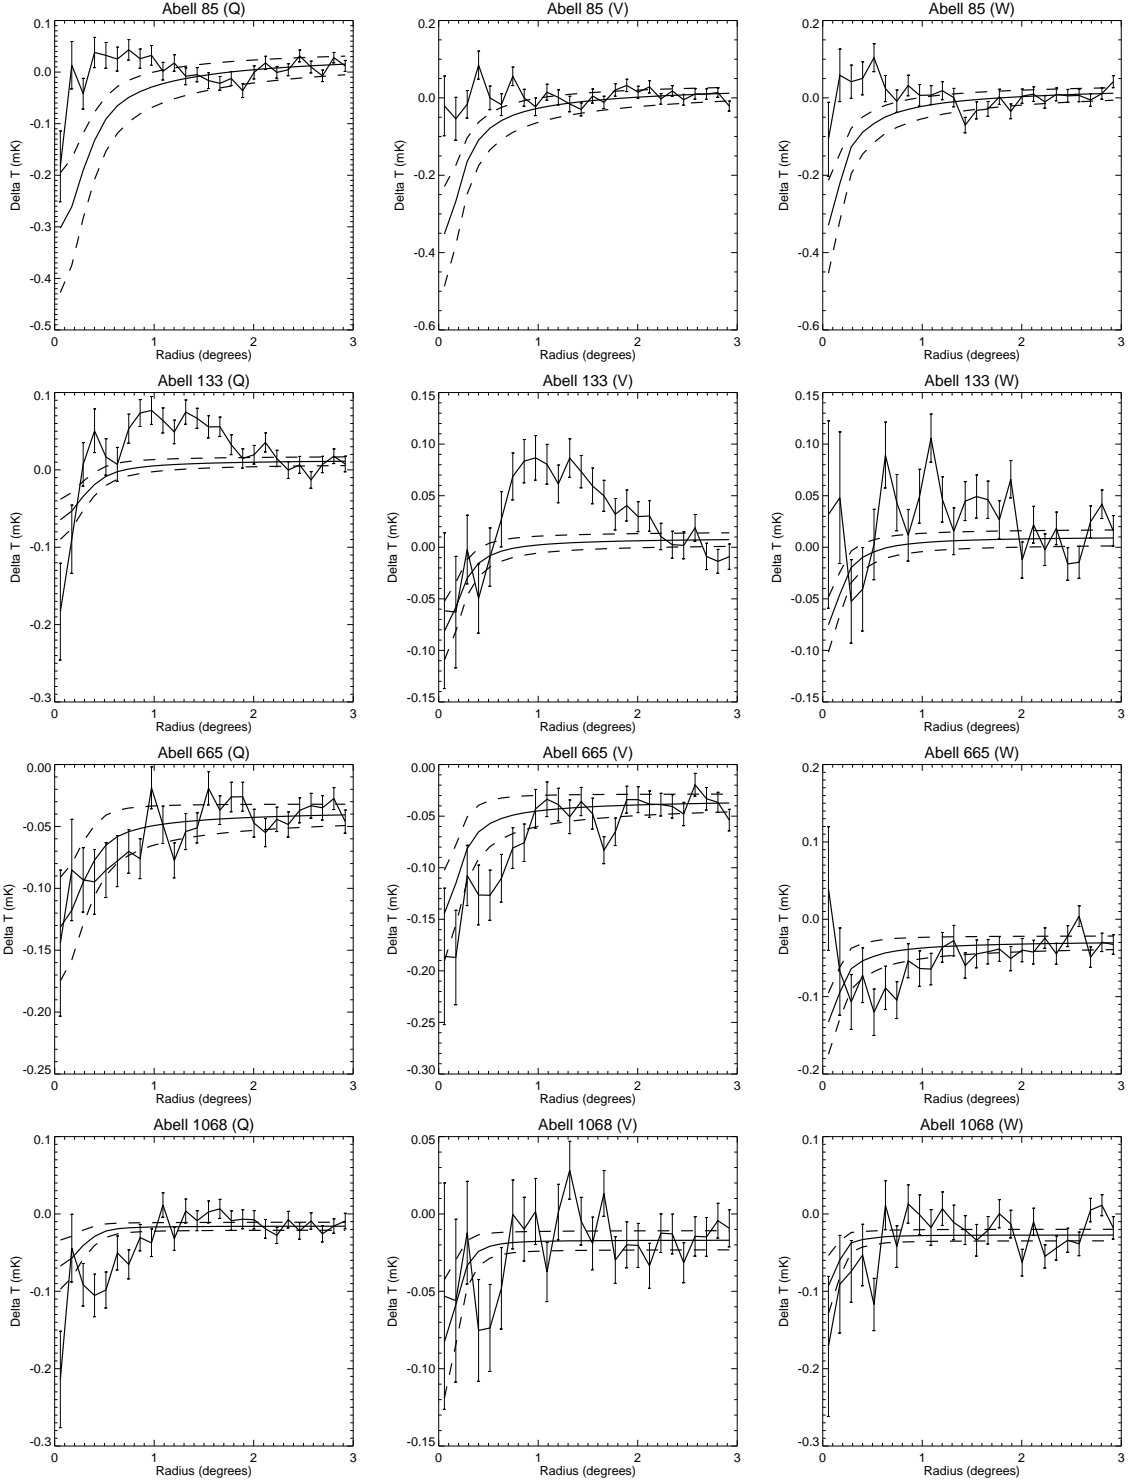 Abell 85 (Q)
0.1
0.0
-0.1
-0.2
-0.3
-0.4
-0.5
Delta T (mK)
0 1 2 3
Radius (degrees)
Abell 85 (V)
0.2
0.0
-0.2
-0.4
-0.6
Delta T (mK)
0 1 2 3
Radius (degrees)
Abell 85 (W)
0.2
0.0
-0.2
-0.4
-0.6
Delta T (mK)
0 1 2 3
Radius (degrees)
Abell 133 (Q)
0.1
0.0
-0.1
-0.2
-0.3
Delta T (mK)
0 1 2 3
Radius (degrees)
Abell 133 (V)
0.15
0.10
0.05
0.00
-0.05
-0.10
-0.15
Delta T (mK)
0 1 2 3
Radius (degrees)
Abell 133 (W)
0.15
0.10
0.05
0.00
-0.05
-0.10
-0.15
Delta T (mK)
0 1 2 3
Radius (degrees)
Abell 665 (Q)
0.00
-0.05
-0.10
-0.15
-0.20
-0.25
Delta T (mK)
0 1 2 3
Radius (degrees)
Abell 665 (V)
0.00
-0.05
-0.10
-0.15
-0.20
-0.25
-0.30
Delta T (mK)
0 1 2 3
Radius (degrees)
Abell 665 (W)
0.2
0.1
0.0
-0.1
-0.2
Delta T (mK)
0 1 2 3
Radius (degrees)
Abell 1068 (Q)
0.1
0.0
-0.1
-0.2
-0.3
Delta T (mK)
0 1 2 3
Radius (degrees)
Abell 1068 (V)
0.05
0.00
-0.05
-0.10
-0.15
Delta T (mK)
0 1 2 3
Radius (degrees)
Abell 1068 (W)
0.1
0.0
-0.1
-0.2
-0.3
Delta T (mK)
0 1 2 3
Radius (degrees)